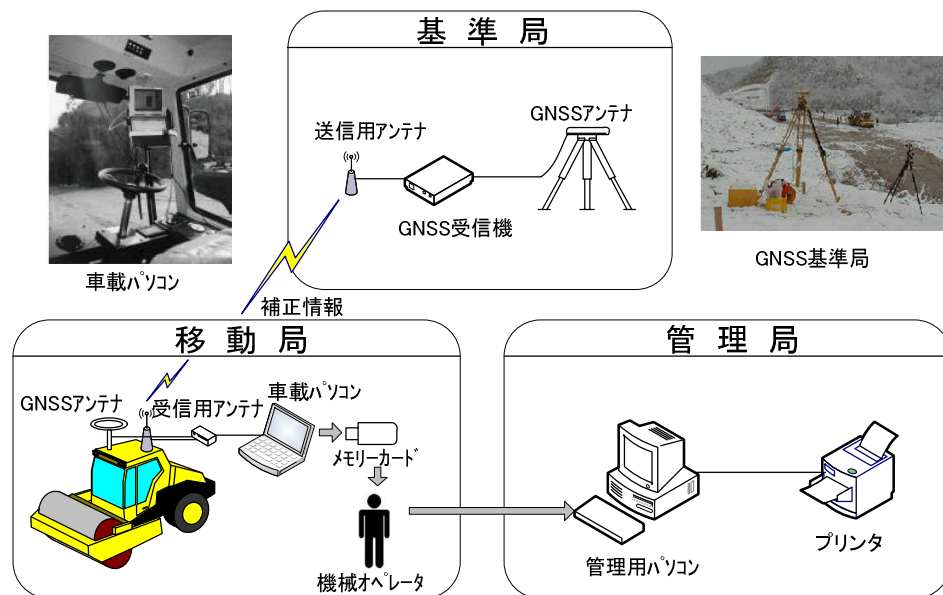 基準局
送信用アンテナ
GNSSアンテナ
GNSS受信機
車載パソコン
GNSS基準局
補正情報
移動局
GNSSアンテナ
受信用アンテナ
車載パソコン
メモリーカード
機械オペレータ
管理局
管理用パソコン
プリンタ